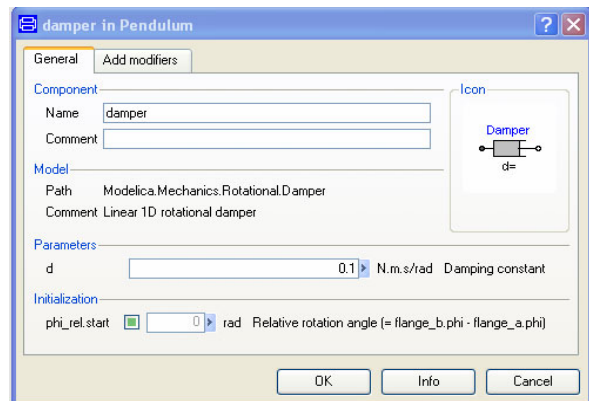 damper in Pendulum
General Add modifiers
Component
Name damper
Comment
Icon
Damper
d=
Model
Path Modelica.Mechanics.Rotational.Damper
Comment Linear 1D rotational damper
Parameters
d 0.1 N.m.s/rad Damping constant
Initialization
phi_rel.start 0 rad Relative rotation angle (= flange_b.phi - flange_a.phi)
OK Info Cancel